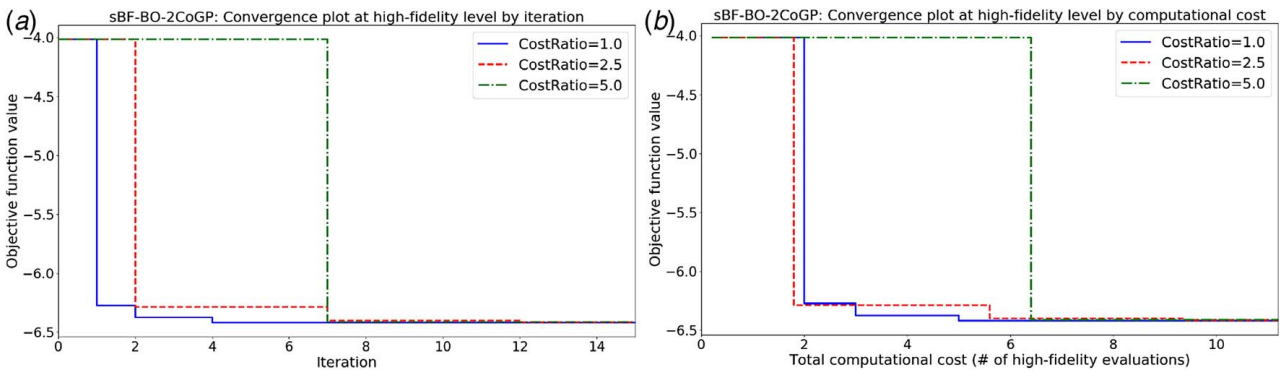 (a)
sBF-BO-2CoGP: Convergence plot at high-fidelity level by iteration
CostRatio=1.0
CostRatio=2.5
CostRatio=5.0
Objective function value
−4.0
−4.5
−5.0
−5.5
−6.0
−6.5
0 2 4 6 8 10 12 14
Iteration
(b)
sBF-BO-2CoGP: Convergence plot at high-fidelity level by computational cost
CostRatio=1.0
CostRatio=2.5
CostRatio=5.0
Objective function value
−4.0
−4.5
−5.0
−5.5
−6.0
−6.5
0 2 4 6 8 10
Total computational cost (# of high-fidelity evaluations)